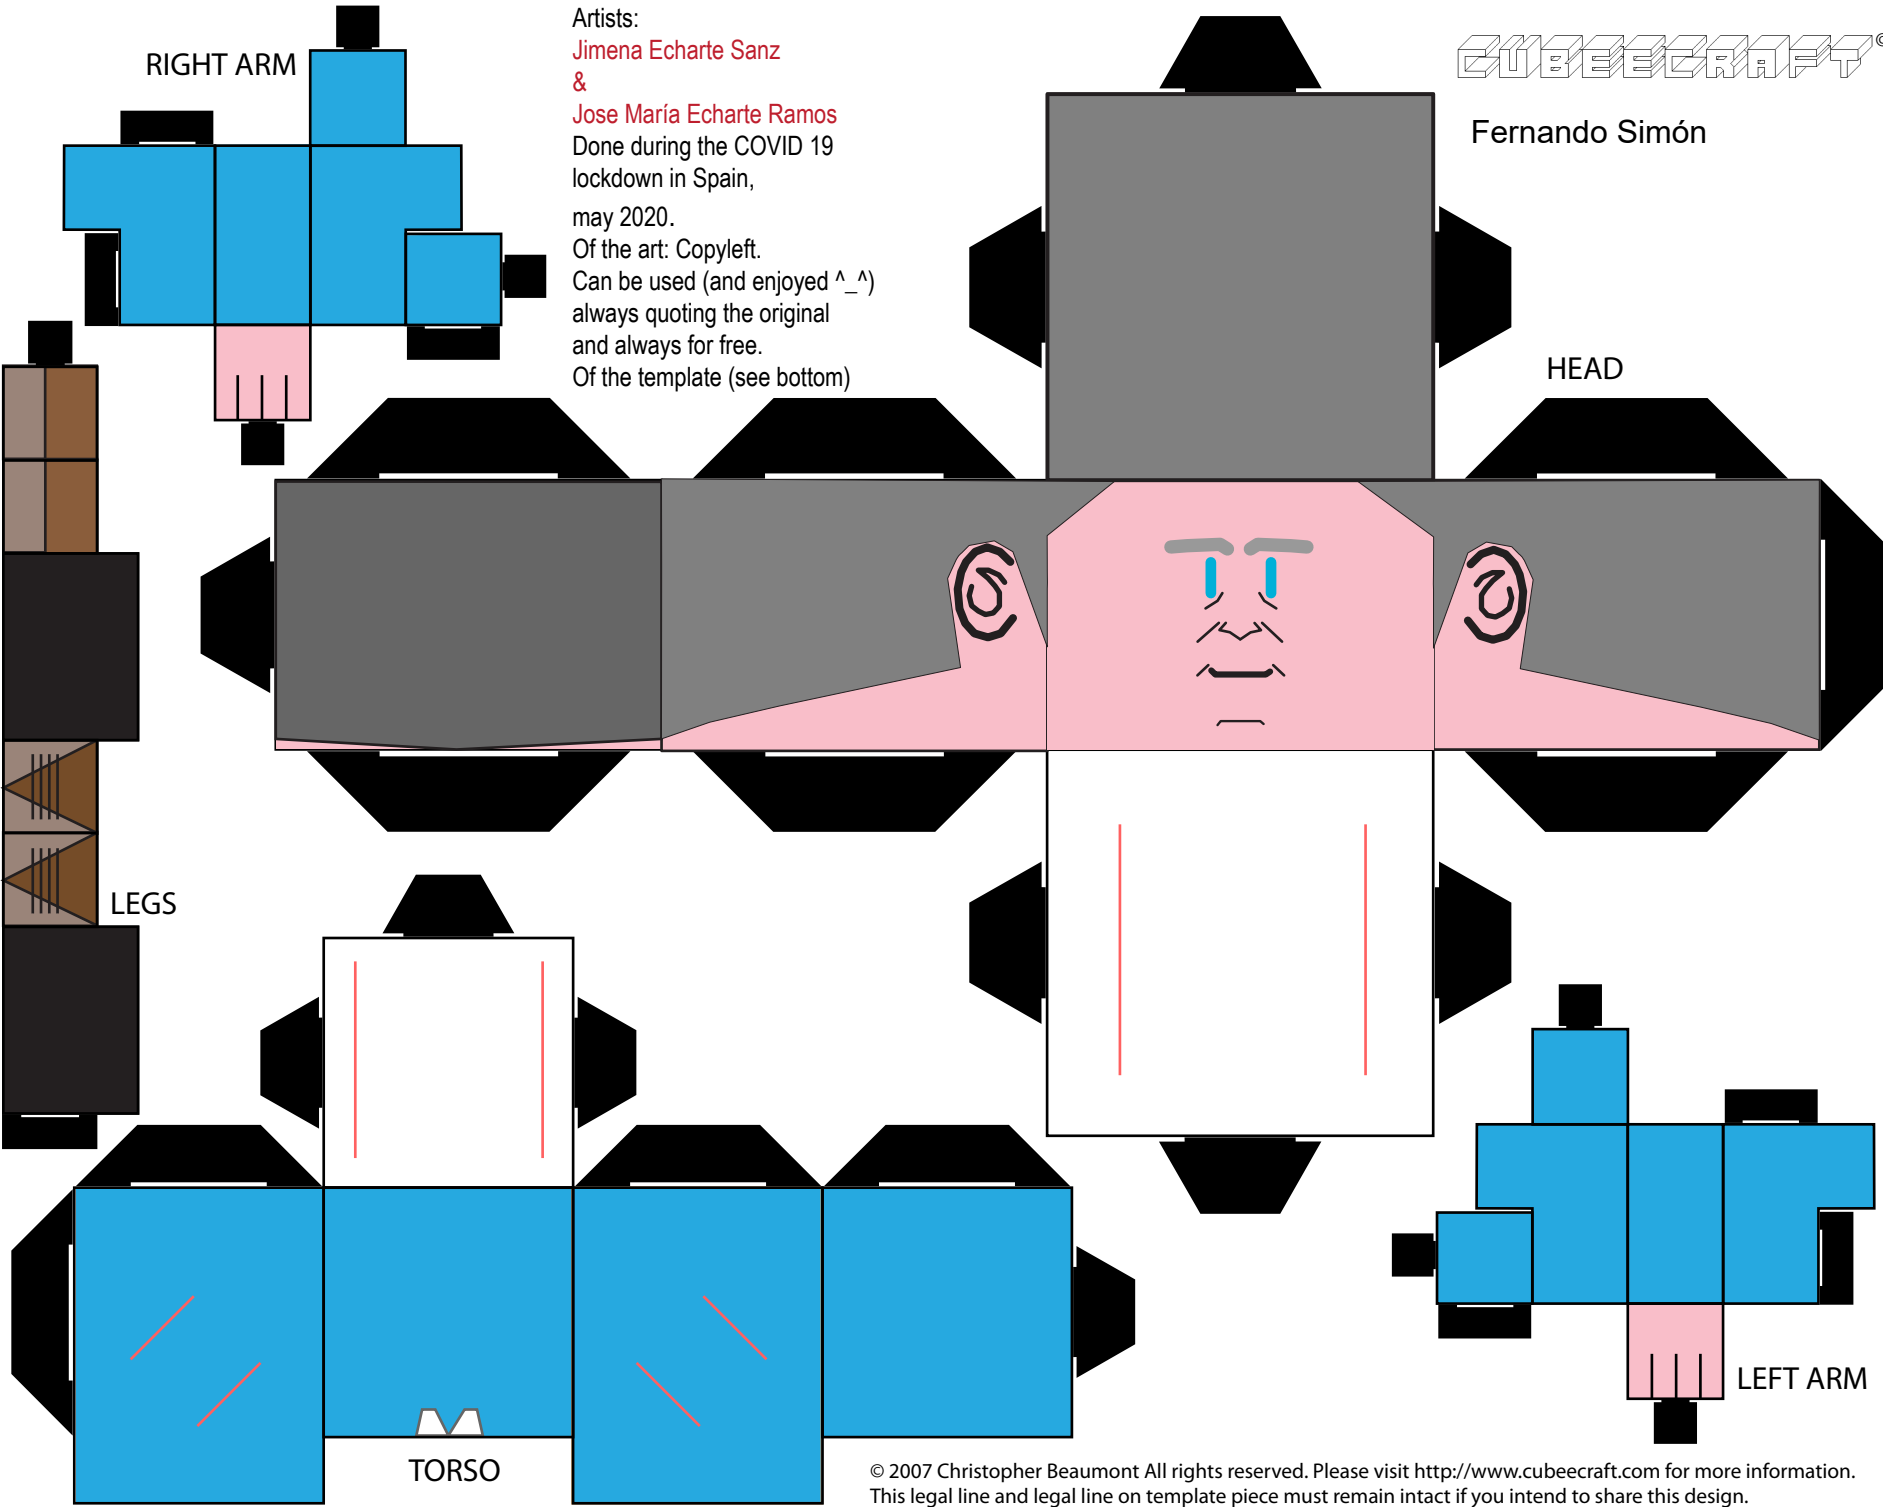 RIGHT ARM
Artists:
Jimena Echarte Sanz
&
Jose María Echarte Ramos
Done during the COVID 19
lockdown in Spain,
may 2020.
Of the art: Copyleft.
Can be used (and enjoyed ^_^)
always quoting the original
and always for free.
Of the template (see bottom)
CUBEECRAFT©
Fernando Simón
HEAD
LEGS
TORSO
LEFT ARM
© 2007 Christopher Beaumont All rights reserved. Please visit http://www.cubeecraft.com for more information.
This legal line and legal line on template piece must remain intact if you intend to share this design.